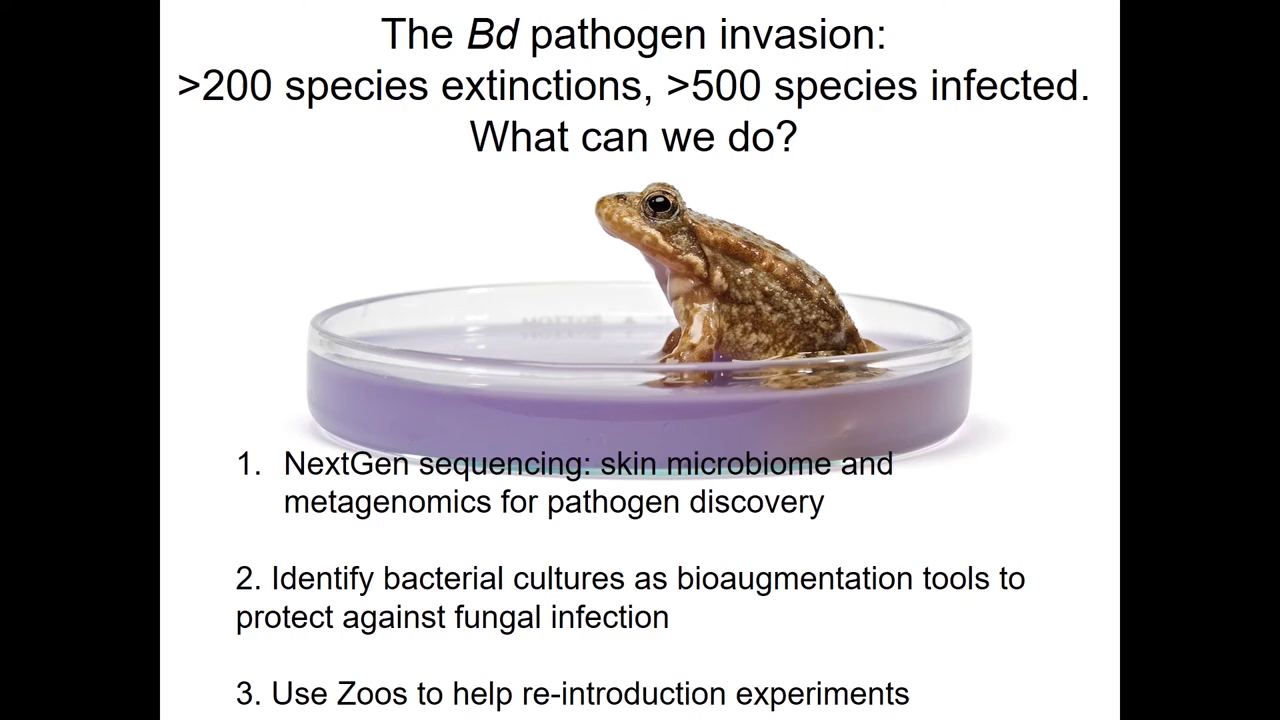 The Bd pathogen invasion:
>200 species extinctions, >500 species infected.
What can we do?
1. NextGen sequencing: skin microbiome and
metagenomics for pathogen discovery
2. Identify bacterial cultures as bioaugmentation tools to
protect against fungal infection
3. Use Zoos to help re-introduction experiments